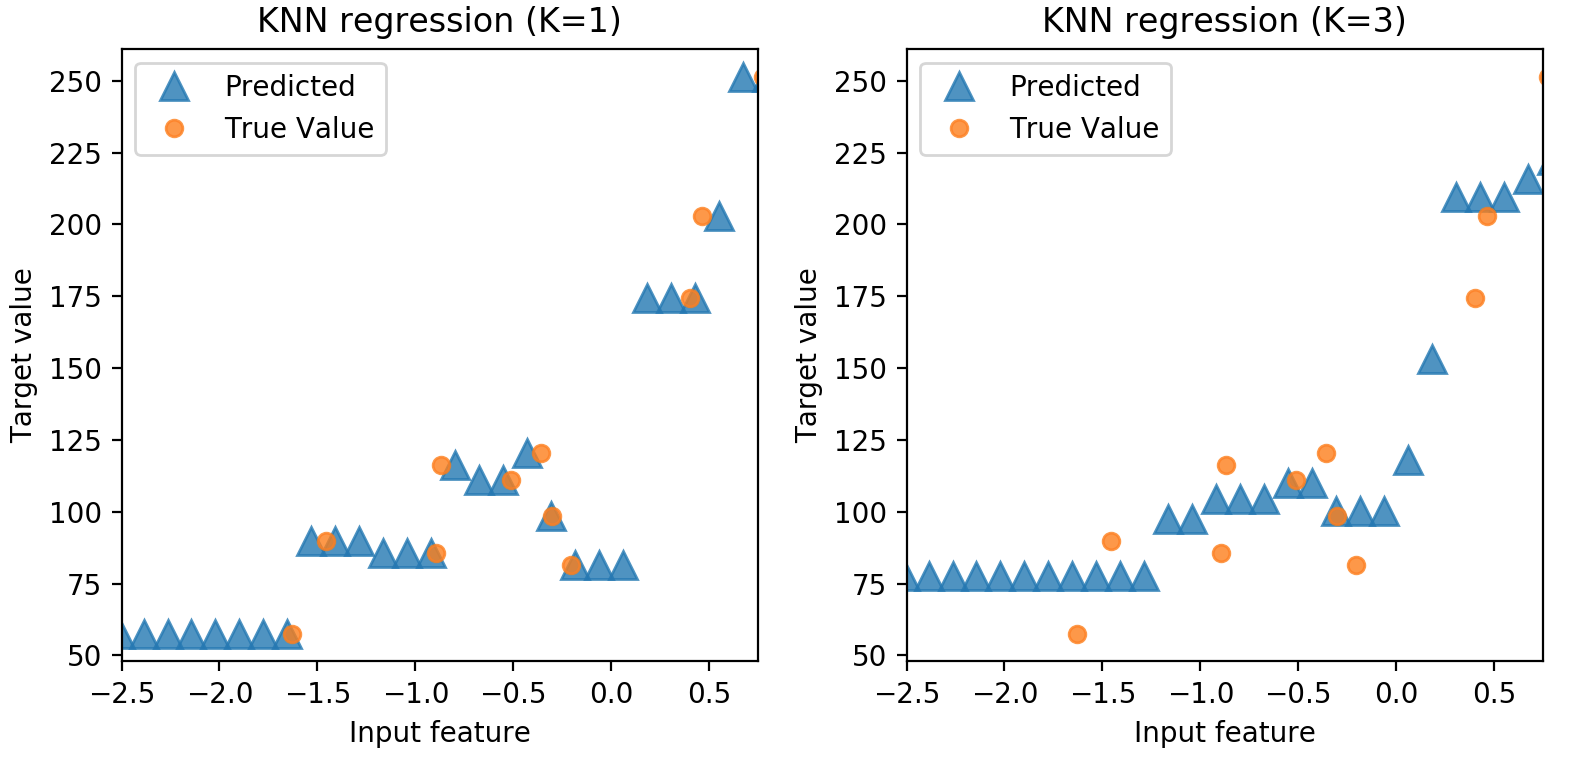 KNN regression (K=1)
Predicted
True Value
250
225
200
175
150
125
100
75
50
Target value
−2.5 −2.0 −1.5 −1.0 −0.5 0.0 0.5
Input feature
KNN regression (K=3)
Predicted
True Value
250
225
200
175
150
125
100
75
50
Target value
−2.5 −2.0 −1.5 −1.0 −0.5 0.0 0.5
Input feature